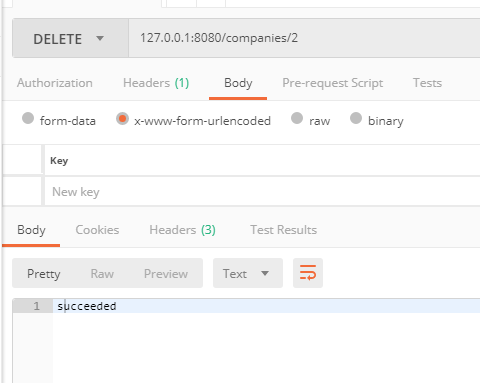 DELETE 127.0.0.1:8080/companies/2
Authorization Headers (1) Body Pre-request Script Tests
form-data x-www-form-urlencoded raw binary
Key
New key
Body Cookies Headers (3) Test Results
Pretty Raw Preview Text
1 succeeded